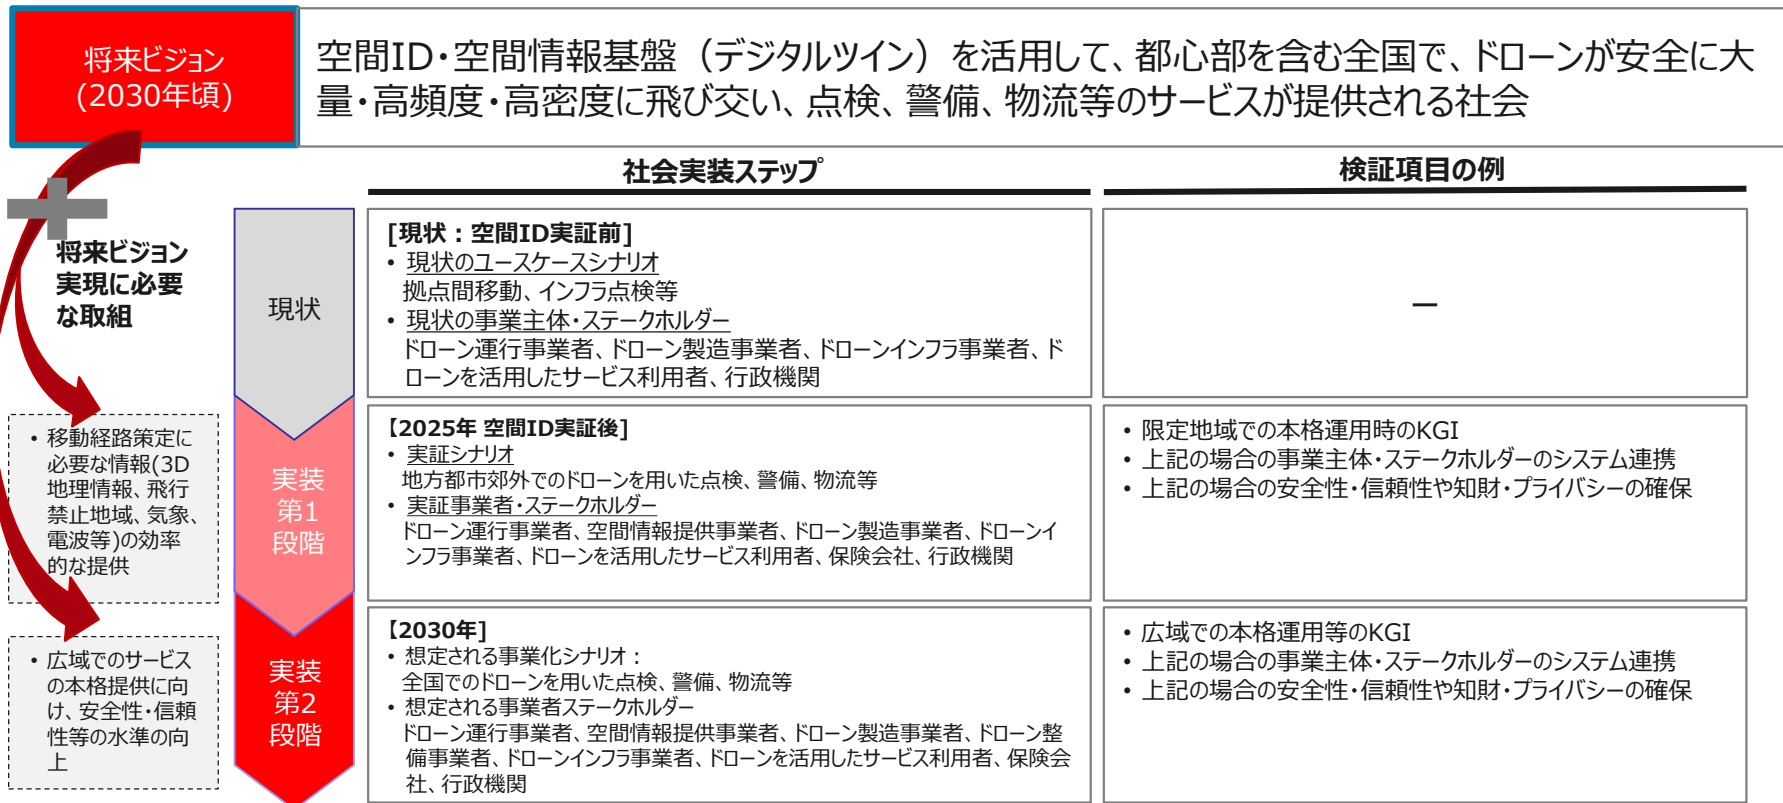 将来ビジョン
(2030年頃)
空間ID・空間情報基盤（デジタルツイン）を活用して、都心部を含む全国で、ドローンが安全に大
量・高頻度・高密度に飛び交い、点検、警備、物流等のサービスが提供される社会
社会実装ステップ
検証項目の例
将来ビジョン
実現に必要
な取組
現状
[現状：空間ID実証前]
• 現状のユースケースシナリオ
拠点間移動、インフラ点検等
• 現状の事業主体・ステークホルダー
ドローン運行事業者、ドローン製造事業者、ドローンインフラ事業者、ド
ローンを活用したサービス利用者、行政機関
ー
• 移動経路策定に
必要な情報(3D
地理情報、飛行
禁止地域、気象、
電波等)の効率
的な提供
実装
第1
段階
【2025年 空間ID実証後]
• 実証シナリオ
地方都市郊外でのドローンを用いた点検、警備、物流等
• 実証事業者・ステークホルダー
ドローン運行事業者、空間情報提供事業者、ドローン製造事業者、ドローンイ
ンフラ事業者、ドローンを活用したサービス利用者、保険会社、行政機関
• 限定地域での本格運用時のKGI
• 上記の場合の事業主体・ステークホルダーのシステム連携
• 上記の場合の安全性・信頼性や知財・プライバシーの確保
• 広域でのサービス
の本格提供に向
け、安全性・信頼
性等の水準の向
上
実装
第2
段階
【2030年]
• 想定される事業化シナリオ：
全国でのドローンを用いた点検、警備、物流等
• 想定される事業者ステークホルダー
ドローン運行事業者、空間情報提供事業者、ドローン製造事業者、ドローン整
備事業者、ドローンインフラ事業者、ドローンを活用したサービス利用者、保険会
社、行政機関
• 広域での本格運用等のKGI
• 上記の場合の事業主体・ステークホルダーのシステム連携
• 上記の場合の安全性・信頼性や知財・プライバシーの確保